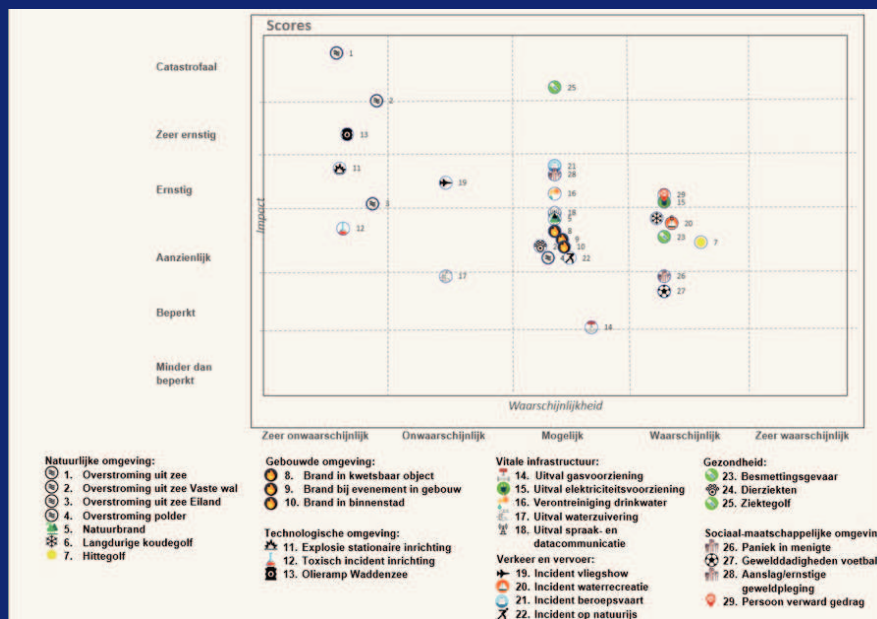 Scores
Catastrofaal
Zeer ernstig
Ernstig
Aanzienlijk
Beperkt
Minder dan
beperkt
Impact
1
2
25
13
11
19
21
28
16
29
15
3
18
5
20
12
8
9
23
7
10
4
22
17
26
27
14
Waarschijnlijkheid
Zeer onwaarschijnlijk
Onwaarschijnlijk
Mogelijk
Waarschijnlijk
Zeer waarschijnlijk
Natuurlijke omgeving:
1. Overstroming uit zee
2. Overstroming uit zee Vaste wal
3. Overstroming uit zee Eiland
4. Overstroming polder
5. Natuurbrand
6. Langdurige koudegolf
7. Hittegolf
Gebouwde omgeving:
8. Brand in kwetsbaar object
9. Brand bij evenement in gebouw
10. Brand in binnenstad
Technologische omgeving:
11. Explosie stationaire inrichting
12. Toxisch incident inrichting
13. Olieramp Waddenzee
Vitale infrastructuur:
14. Uitval gasvoorziening
15. Uitval elektriciteitsvoorziening
16. Verontreiniging drinkwater
17. Uitval waterzuivering
18. Uitval spraak- en
datacommunicatie
Verkeer en vervoer:
19. Incident vliegshow
20. Incident waterrecreatie
21. Incident beroepsvaart
22. Incident op natuurijs
Gezondheid:
23. Besmettingsgevaar
24. Dierziekten
25. Ziektegolf
Sociaal-maatschappelijke omgevin
26. Paniek in menigte
27. Gewelddadigheden voetbal
28. Aanslag/ernstige
geweldpleging
29. Persoon verward gedrag